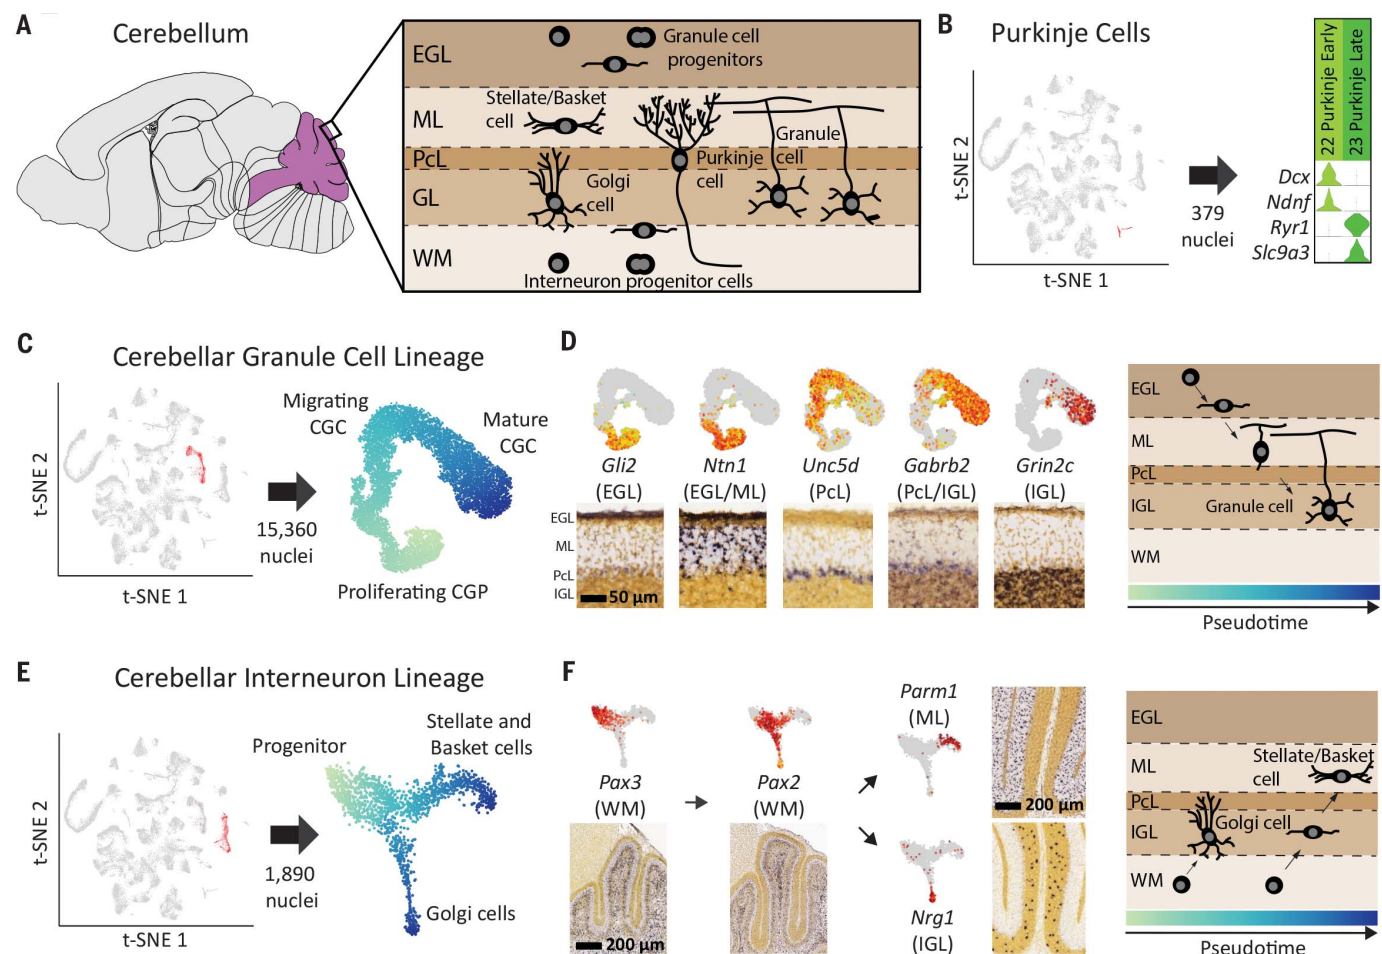 A
Cerebellum
EGL
Granule cell
progenitors
Stellate/Basket
cell
ML
Granule
cell
PcL
Purkinje
cell
Golgi
cell
GL
WM
Interneuron progenitor cells
B
Purkinje Cells
t-SNE 2
t-SNE 1
379
nuclei
22 Purkinje Early
23 Purkinje Late
Dcx
Ndnf
Ryr1
Slc9a3
C
Cerebellar Granule Cell Lineage
t-SNE 2
t-SNE 1
15,360
nuclei
Migrating
CGC
Mature
CGC
Proliferating CGP
D
Gli2
(EGL)
Ntn1
(EGL/ML)
Unc5d
(PcL)
Gabrb2
(PcL/IGL)
Grin2c
(IGL)
EGL
ML
PcL
IGL
50 µm
EGL
ML
PcL
IGL
Granule cell
WM
Pseudotime
E
Cerebellar Interneuron Lineage
t-SNE 2
t-SNE 1
1,890
nuclei
Progenitor
Stellate and
Basket cells
Golgi cells
F
Pax3
(WM)
200 µm
Pax2
(WM)
Parm1
(ML)
200 µm
Nrg1
(IGL)
EGL
ML
Stellate/Basket
cell
PcL
IGL
Golgi cell
WM
Pseudotime